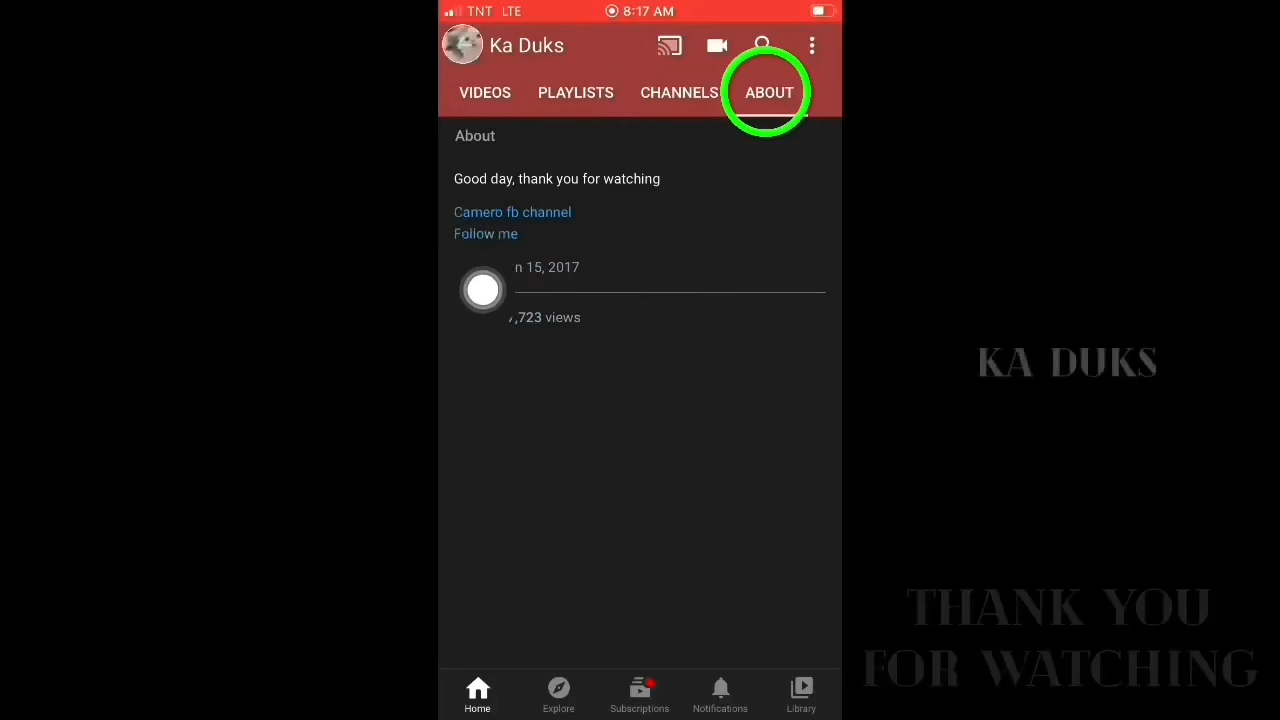 TNT LTE 8:17 AM
Ka Duks
VIDEOS PLAYLISTS CHANNELS ABOUT
About
Good day, thank you for watching
Camero fb channel
Follow me
n 15, 2017
,723 views
KA DUKS
THANK YOU
FOR WATCHING
Home Explore Subscriptions Notifications Library